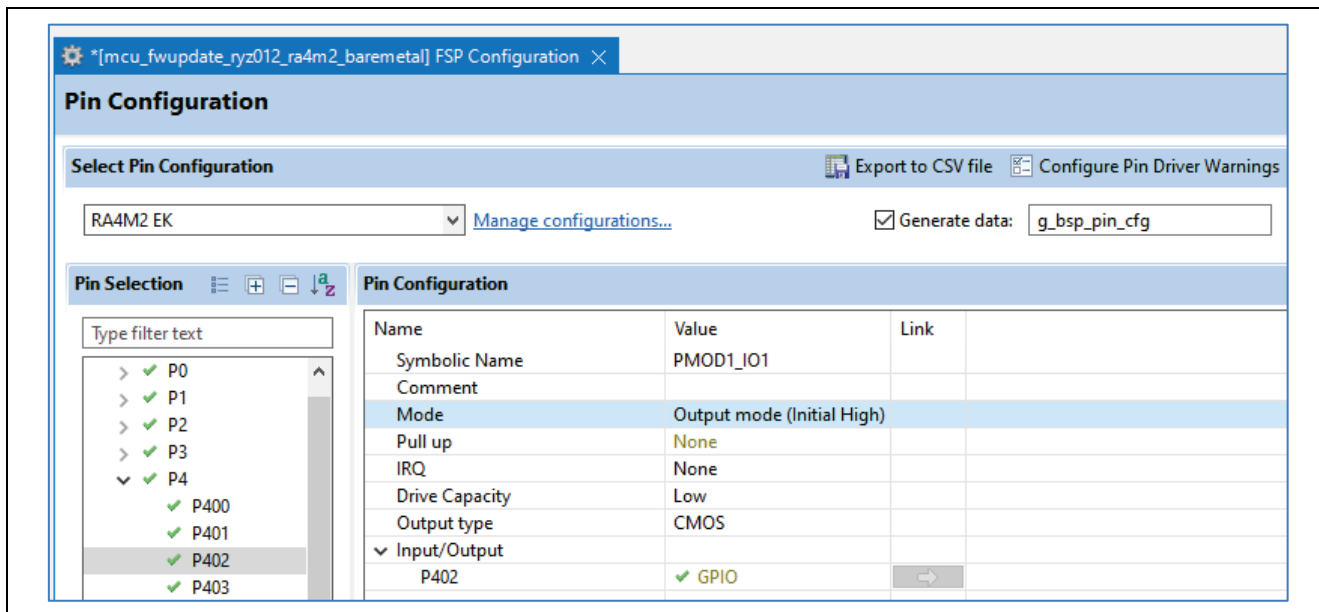 *[mcu_fwupdate_ryz012_ra4m2_baremetal] FSP Configuration
Pin Configuration
Select Pin Configuration Export to CSV file Configure Pin Driver Warnings
RA4M2 EK Manage configurations... Generate data: g_bsp_pin_cfg
Pin Selection Pin Configuration
Type filter text
P0
P1
P2
P3
P4
P400
P401
P402
P403
Name Value Link
Symbolic Name PMOD1_IO1
Comment
Mode Output mode (Initial High)
Pull up None
IRQ None
Drive Capacity Low
Output type CMOS
Input/Output
P402 GPIO